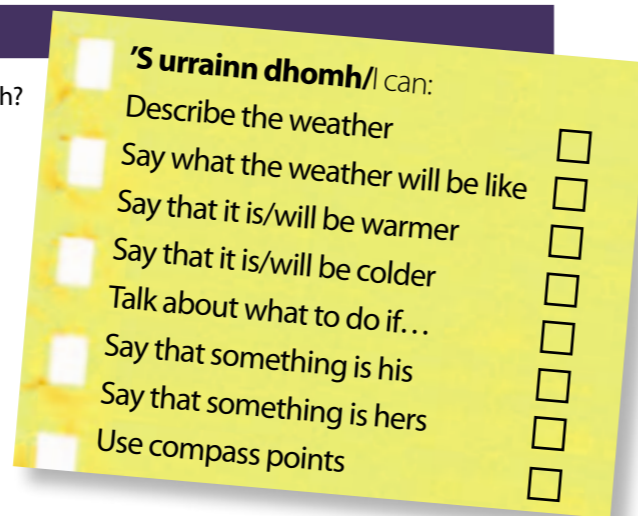 h?
’S urrainn dhomh/I can:
Describe the weather
Say what the weather will be like
Say that it is/will be warmer
Say that it is/will be colder
Talk about what to do if…
Say that something is his
Say that something is hers
Use compass points